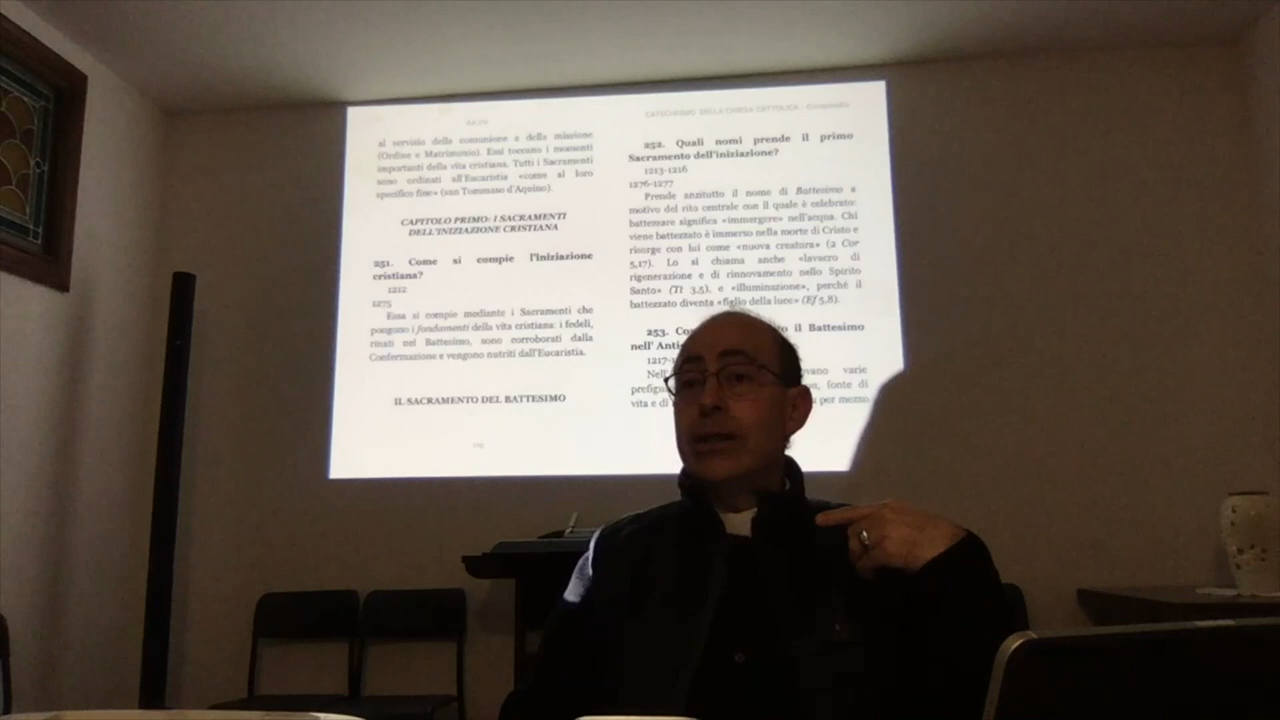 al servizio della comunione e della missione
(Ordine e Matrimonio). Essi toccano i momenti
importanti della vita cristiana. Tutti i Sacramenti
sono ordinati all'Eucaristia «come al loro
specifico fine» (san Tommaso d'Aquino).
CAPITOLO PRIMO: I SACRAMENTI
DELL'INIZIAZIONE CRISTIANA
251. Come si compie l'iniziazione
cristiana?
1212
1275
Essa si compie mediante i Sacramenti che
pongono i fondamenti della vita cristiana: i fedeli,
rinati nel Battesimo, sono corroborati dalla
Confermazione e vengono nutriti dall'Eucaristia.
IL SACRAMENTO DEL BATTESIMO
CATECHISMO DELLA CHIESA CATTOLICA - Compendio
252. Quali nomi prende il primo
Sacramento dell'iniziazione?
1213-1216
1276-1277
Prende anzitutto il nome di Battesimo a
motivo del rito centrale con il quale è celebrato:
battezzare significa «immergere» nell'acqua. Chi
viene battezzato è immerso nella morte di Cristo e
risorge con lui come «nuova creatura» (2 Cor
5,17). Lo si chiama anche «lavacro di
rigenerazione e di rinnovamento nello Spirito
Santo» (Tt 3,5), e «illuminazione», perché il
battezzato diventa «figlio della luce» (Ef 5,8).
253. il Battesimo
nell'
1217-
varie
fonte di
vita e di per mezzo